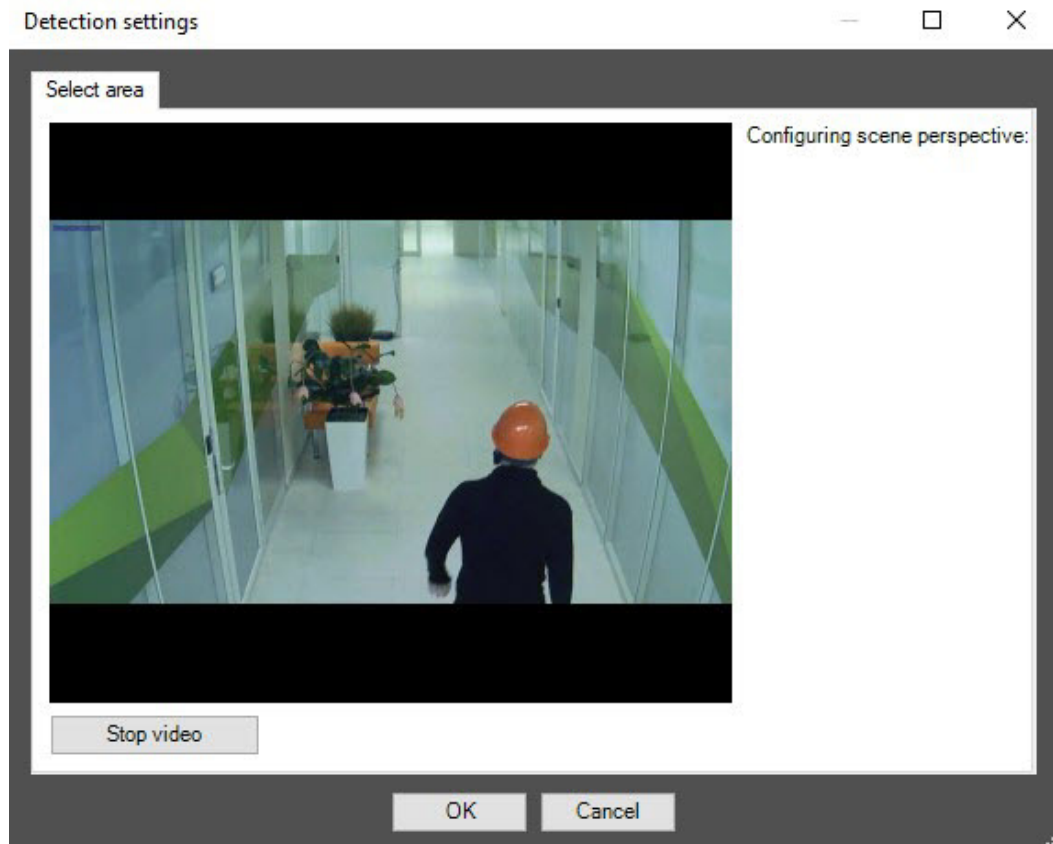 Detection settings
Select area
Configuring scene perspective:
Stop video
OK
Cancel